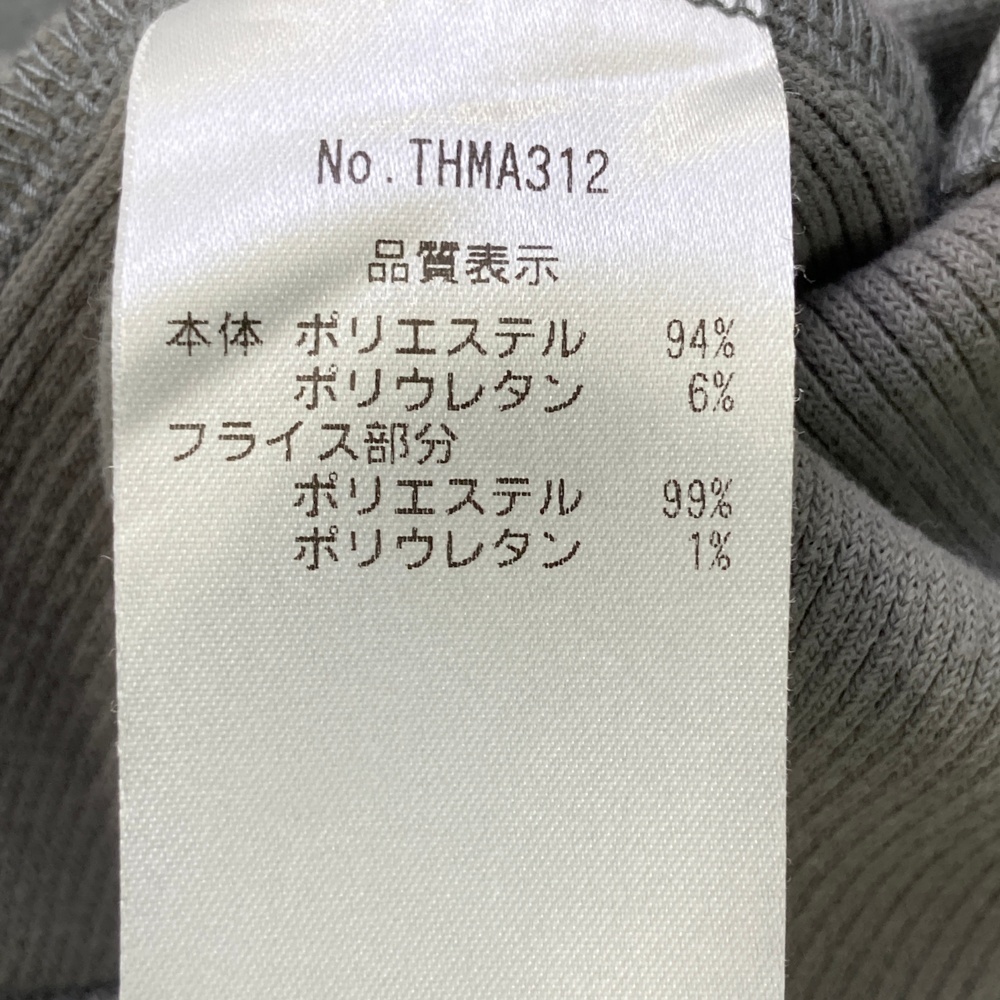 No.THMA312
品質表示
本体 ポリエステル 94%
ポリウレタン 6%
フライス部分
ポリエステル 99%
ポリウレタン 1%